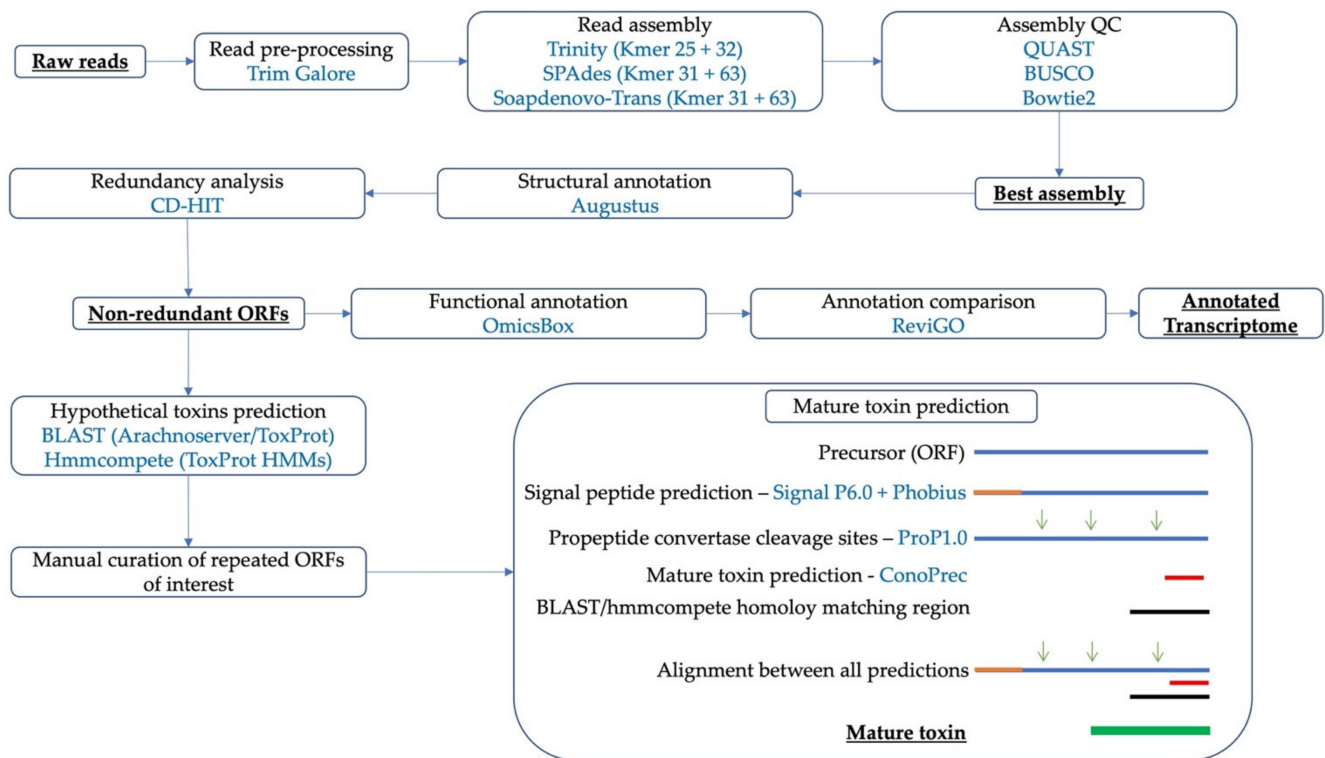 Raw reads
Read pre-processing
Trim Galore
Read assembly
Trinity (Kmer 25 + 32)
SPAdes (Kmer 31 + 63)
Soapdenovo-Trans (Kmer 31 + 63)
Assembly QC
QUAST
BUSCO
Bowtie2
Best assembly
Structural annotation
Augustus
Redundancy analysis
CD-HIT
Non-redundant ORFs
Functional annotation
OmicsBox
Annotation comparison
ReviGO
Annotated
Transcriptome
Hypothetical toxins prediction
BLAST (Arachnoserver/ToxProt)
Hmmcompete (ToxProt HMMs)
Manual curation of repeated ORFs
of interest
Mature toxin prediction
Precursor (ORF)
Signal peptide prediction – Signal P6.0 + Phobius
Propeptide convertase cleavage sites – ProP1.0
Mature toxin prediction - ConoPrec
BLAST/hmmcompete homoloy matching region
Alignment between all predictions
Mature toxin